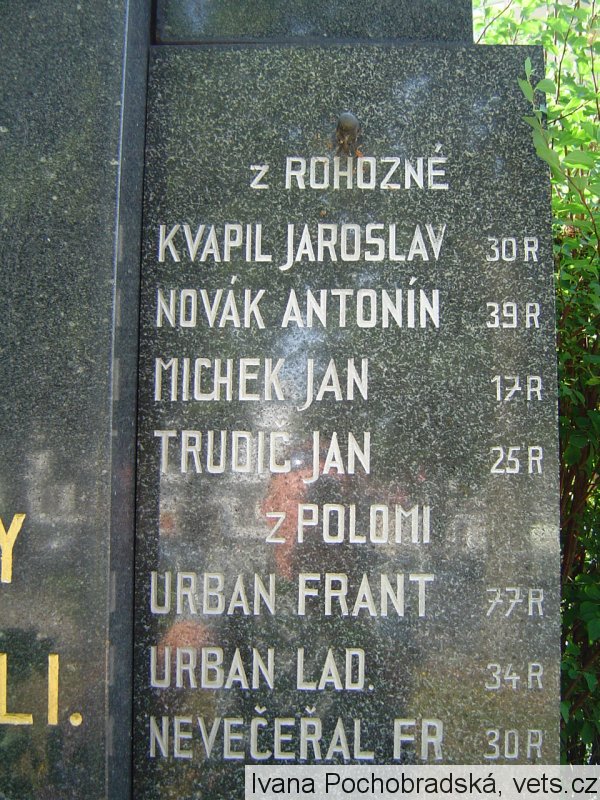 z ROHOZNÉ
KVAPIL JAROSLAV 30 R
NOVÁK ANTONÍN 39 R
MICHEK JAN 17 R
TRUDIC JAN 25 R
z POLOMI
URBAN FRANT 77 R
URBAN LAD. 34 R
NEVEČEŘAL FR 30 R
Y
LI.
Ivana Pochobradská, vets.cz